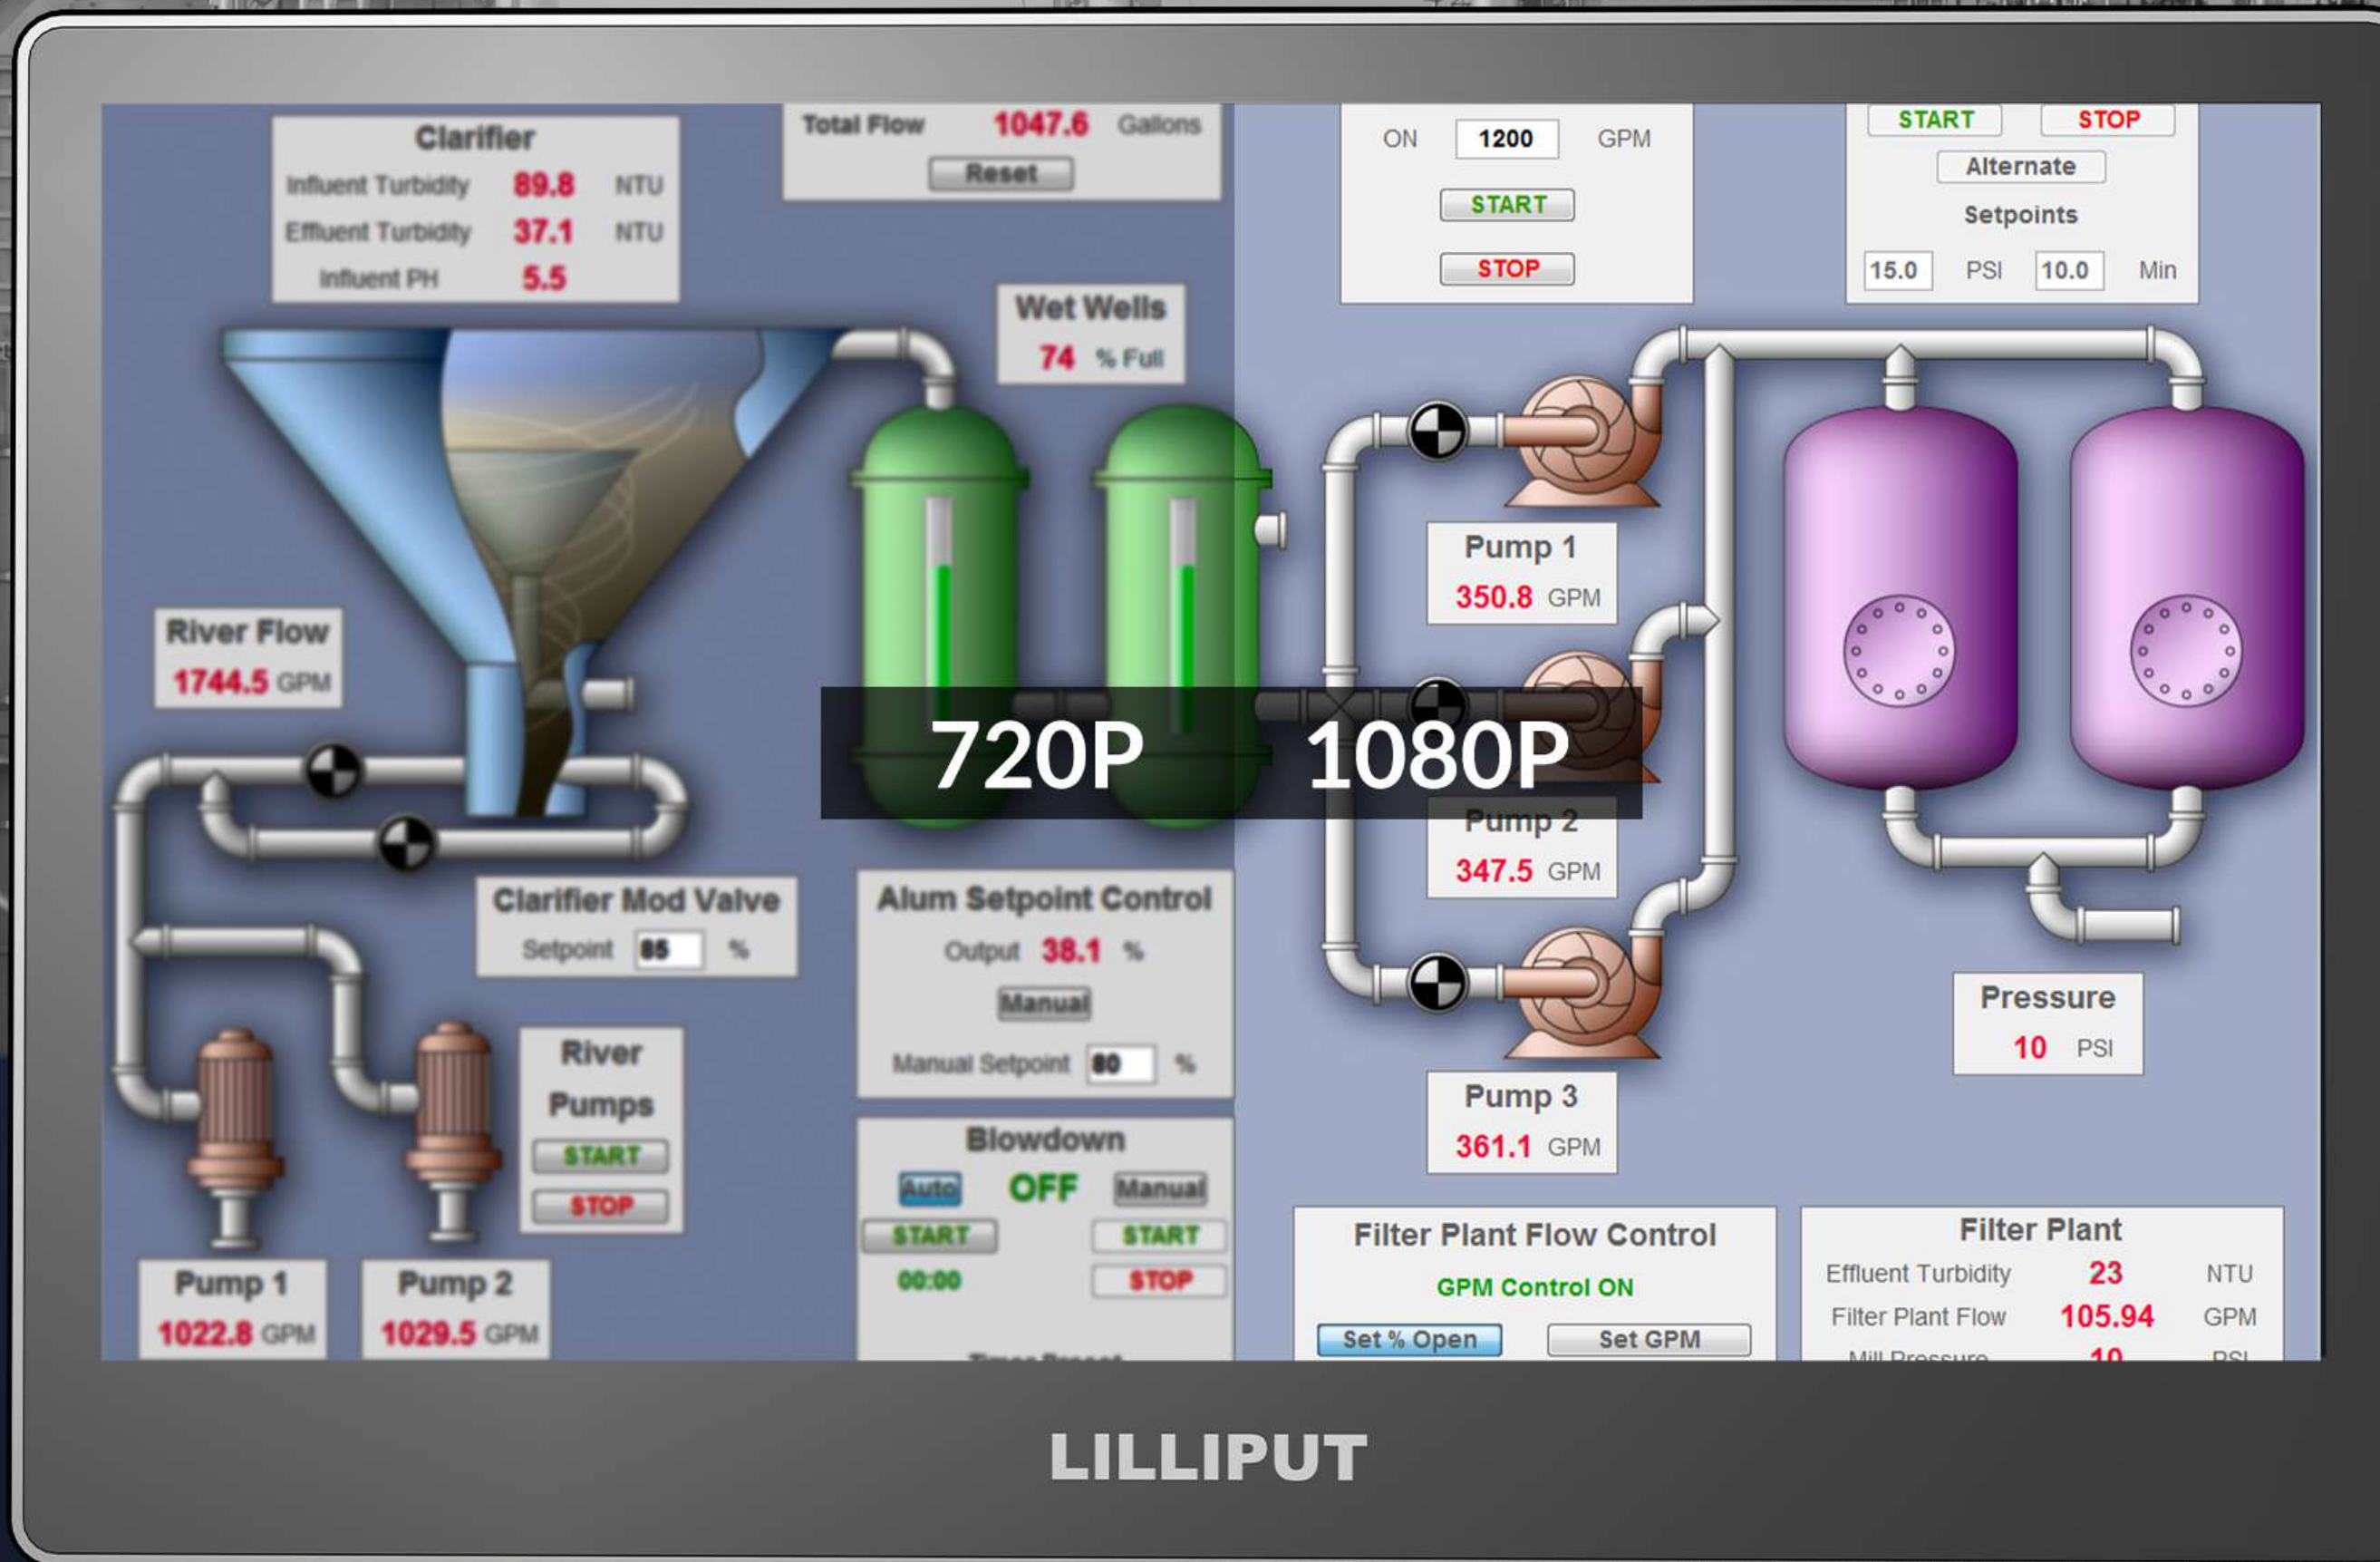 Clarifier
Influent Turbidity 89.8 NTU
Effluent Turbidity 37.1 NTU
Influent PH 5.5
Total Flow 1047.6 Gallons
Reset
ON 1200 GPM
START
STOP
START STOP
Alternate
Setpoints
15.0 PSI 10.0 Min
Wet Wells
74 % Full
River Flow
1744.5 GPM
Pump 1
350.8 GPM
720P 1080P
Pump 2
347.5 GPM
Clarifier Mod Valve
Setpoint 85 %
Alum Setpoint Control
Output 38.1 %
Manual
Manual Setpoint 80 %
Pump 3
361.1 GPM
Pressure
10 PSI
River
Pumps
START
STOP
Blowdown
Auto OFF Manual
START START
00:00 STOP
Pump 1
1022.8 GPM
Pump 2
1029.5 GPM
Filter Plant Flow Control
GPM Control ON
Set % Open Set GPM
Filter Plant
Effluent Turbidity 23 NTU
Filter Plant Flow 105.94 GPM
Mill Pressure 10 PSI
LILLIPUT